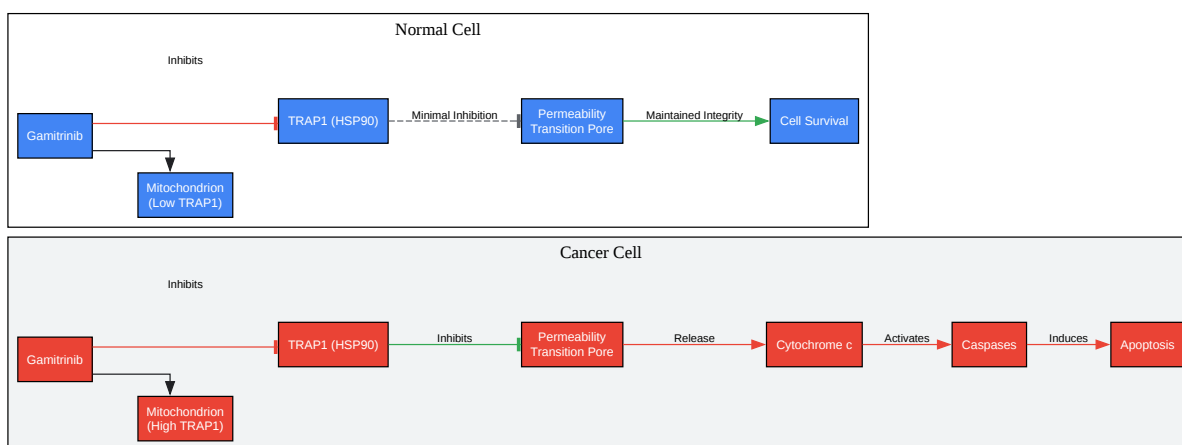 Normal Cell
Inhibits
Gamitrinib
TRAP1 (HSP90)
Minimal Inhibition
Permeability
Transition Pore
Maintained Integrity
Cell Survival
Mitochondrion
(Low TRAP1)
Cancer Cell
Inhibits
Gamitrinib
TRAP1 (HSP90)
Inhibits
Permeability
Transition Pore
Release
Cytochrome c
Activates
Caspases
Induces
Apoptosis
Mitochondrion
(High TRAP1)